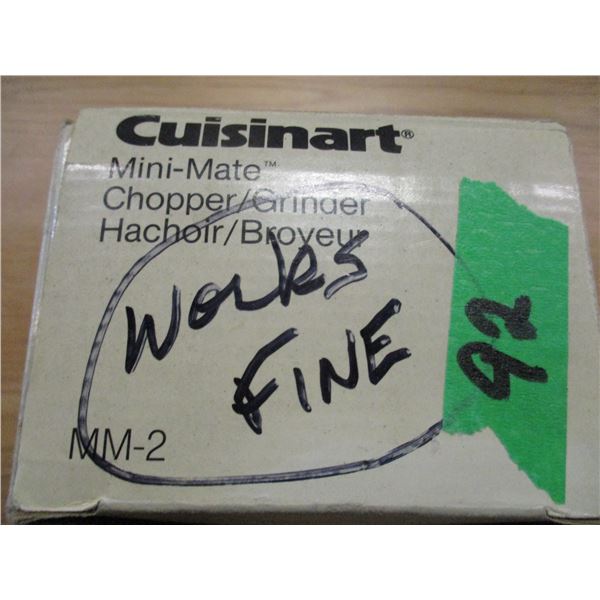 Cuisinart®
Mini-Mate™
Chopper/Grinder
Hachoir/Broyeur
WORKS
FINE
92
MM-2